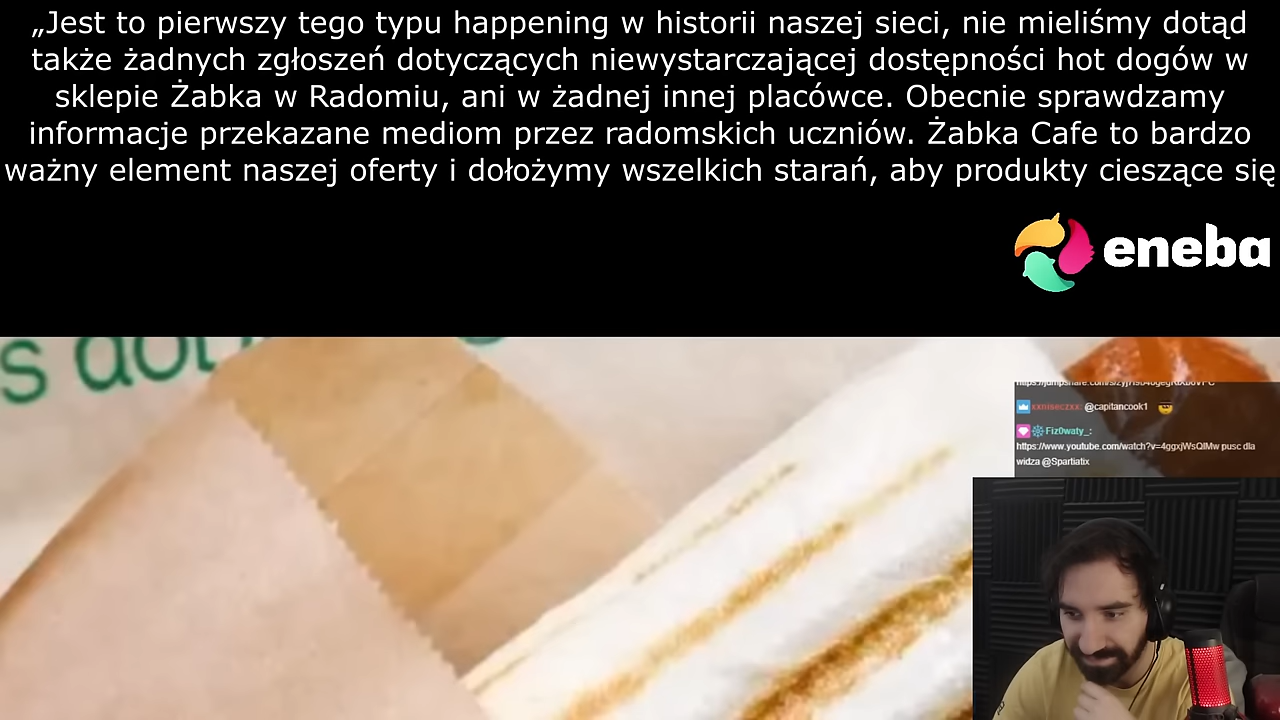 „Jest to pierwszy tego typu happening w historii naszej sieci, nie mieliśmy dotąd
także żadnych zgłoszeń dotyczących niewystarczającej dostępności hot dogów w
sklepie Żabka w Radomiu, ani w żadnej innej placówce. Obecnie sprawdzamy
informacje przekazane mediom przez radomskich uczniów. Żabka Cafe to bardzo
ważny element naszej oferty i dołożymy wszelkich starań, aby produkty cieszące się
eneba
@capitancook1
Fiz0waty_:
https://www.youtube.com/watch?v=4ggxjWsQlMw pusc dla
widza @Spartiatix